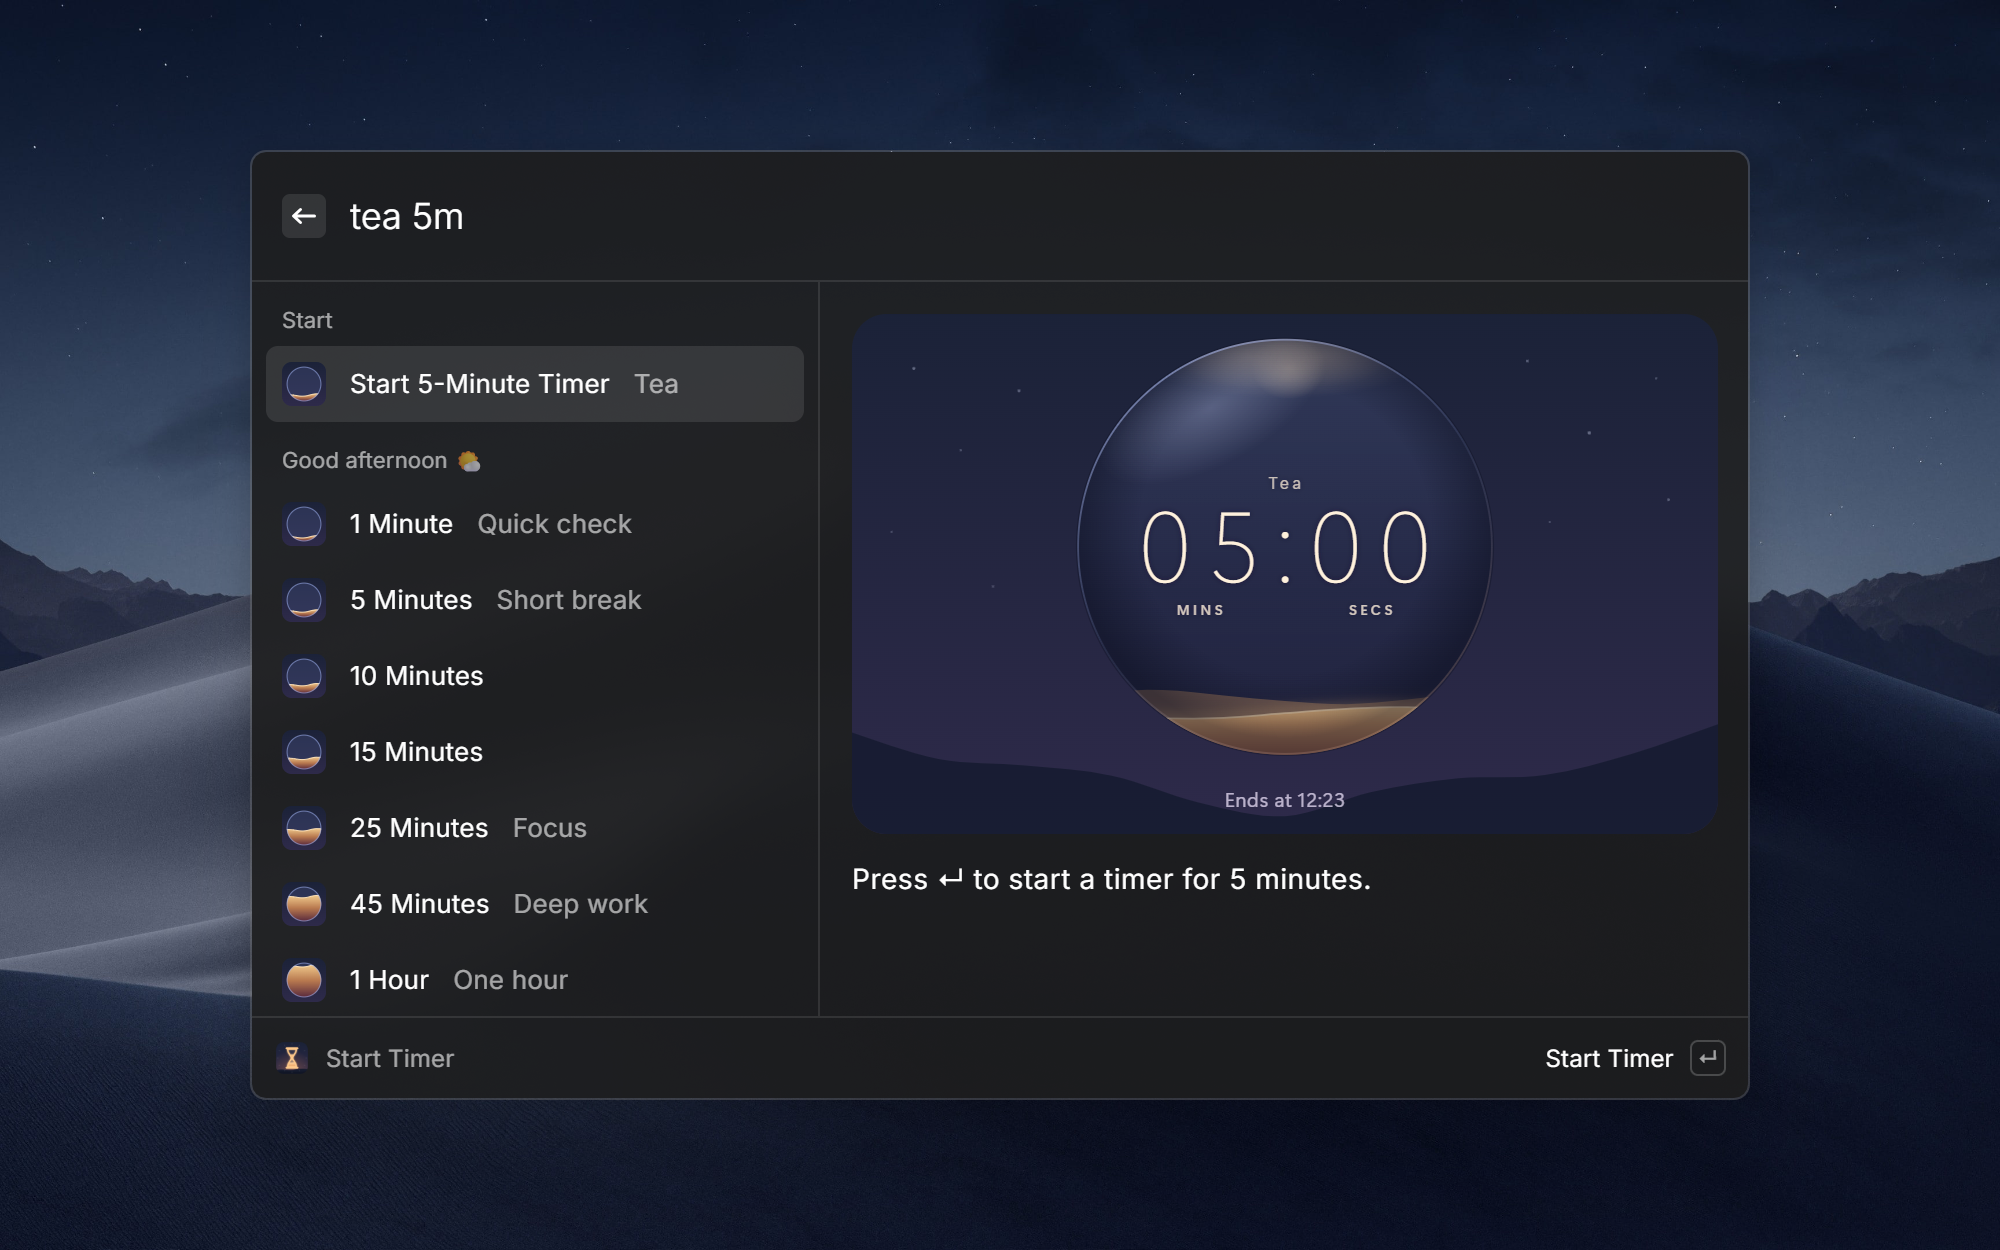 tea 5m
Start
Start 5-Minute Timer Tea
Good afternoon 🌤️
1 Minute Quick check
5 Minutes Short break
10 Minutes
15 Minutes
25 Minutes Focus
45 Minutes Deep work
1 Hour One hour
Tea
05:00
MINS SECS
Ends at 12:23
Press ↵ to start a timer for 5 minutes.
Start Timer
Start Timer ↵